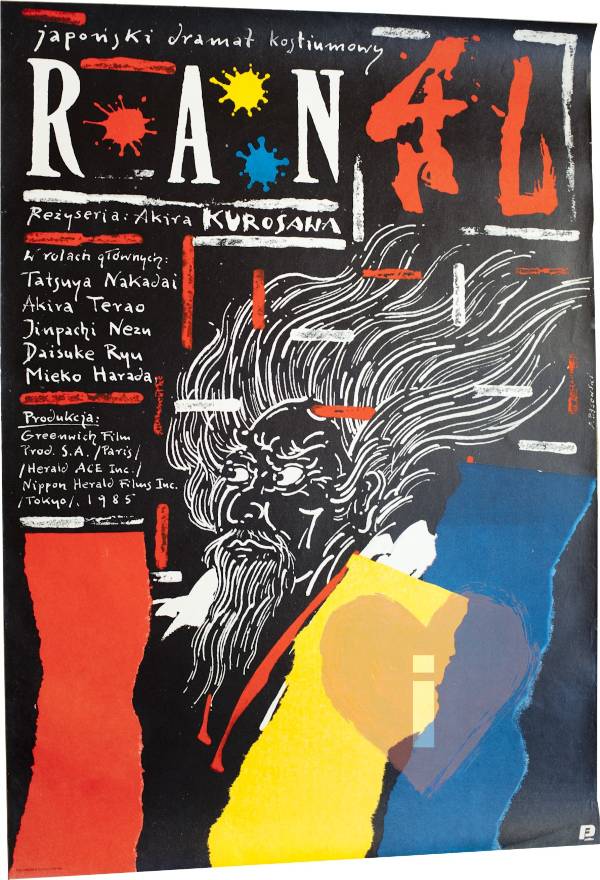 japoński dramat kostiumowy
RAN
Reżyseria: Akira KUROSAWA
W rolach głównych:
Tatsuya Nakadai
Akira Terao
Jinpachi Nezu
Daisuke Ryu
Mieko Harada
Produkcja:
Greenwich Film
Prod. S.A. /Paris/
/Herald ACE Inc./
Nippon Herald Films Inc.
/Tokyo/. 1985
i